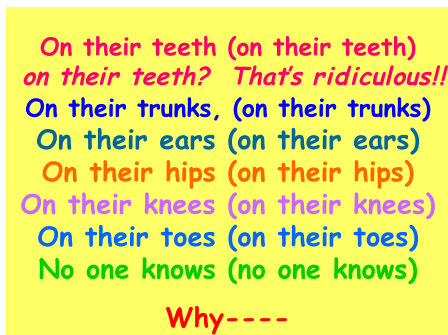 On their teeth (on their teeth)
on their teeth?  That's ridiculous!!
On their trunks, (on their trunks)
On their ears (on their ears)
On their hips (on their hips)
On their knees (on their knees)
On their toes (on their toes)
No one knows (no one knows)
Why----